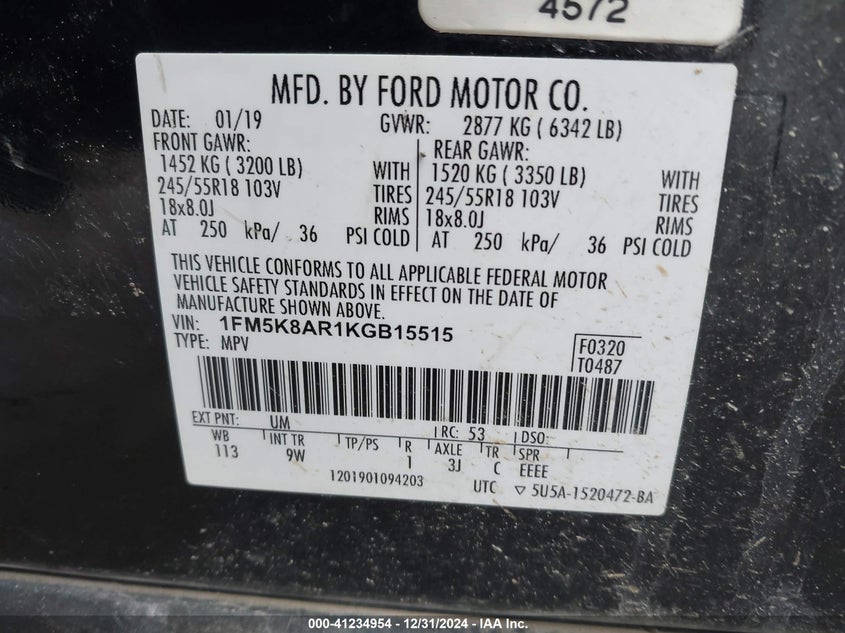 4572
MFD. BY FORD MOTOR CO.
DATE: 01/19 GVWR: 2877 KG ( 6342 LB)
FRONT GAWR: REAR GAWR:
1452 KG ( 3200 LB) WITH 1520 KG ( 3350 LB) WITH
245/55R18 103V TIRES 245/55R18 103V TIRES
18x8.0J RIMS 18x8.0J RIMS
AT 250 kPa/ 36 PSI COLD AT 250 kPa/ 36 PSI COLD
THIS VEHICLE CONFORMS TO ALL APPLICABLE FEDERAL MOTOR
VEHICLE SAFETY STANDARDS IN EFFECT ON THE DATE OF
MANUFACTURE SHOWN ABOVE.
VIN: 1FM5K8AR1KGB15515
TYPE: MPV F0320
T0487
EXT PNT: UM RC: 53 DSO:
WB INT TR TP/PS R AXLE TR SPR
113 9W 1 3J C EEEE
1201901094203 UTC ▽ 5U5A-1520472-BA
000-41234954 - 12/31/2024 - IAA Inc.